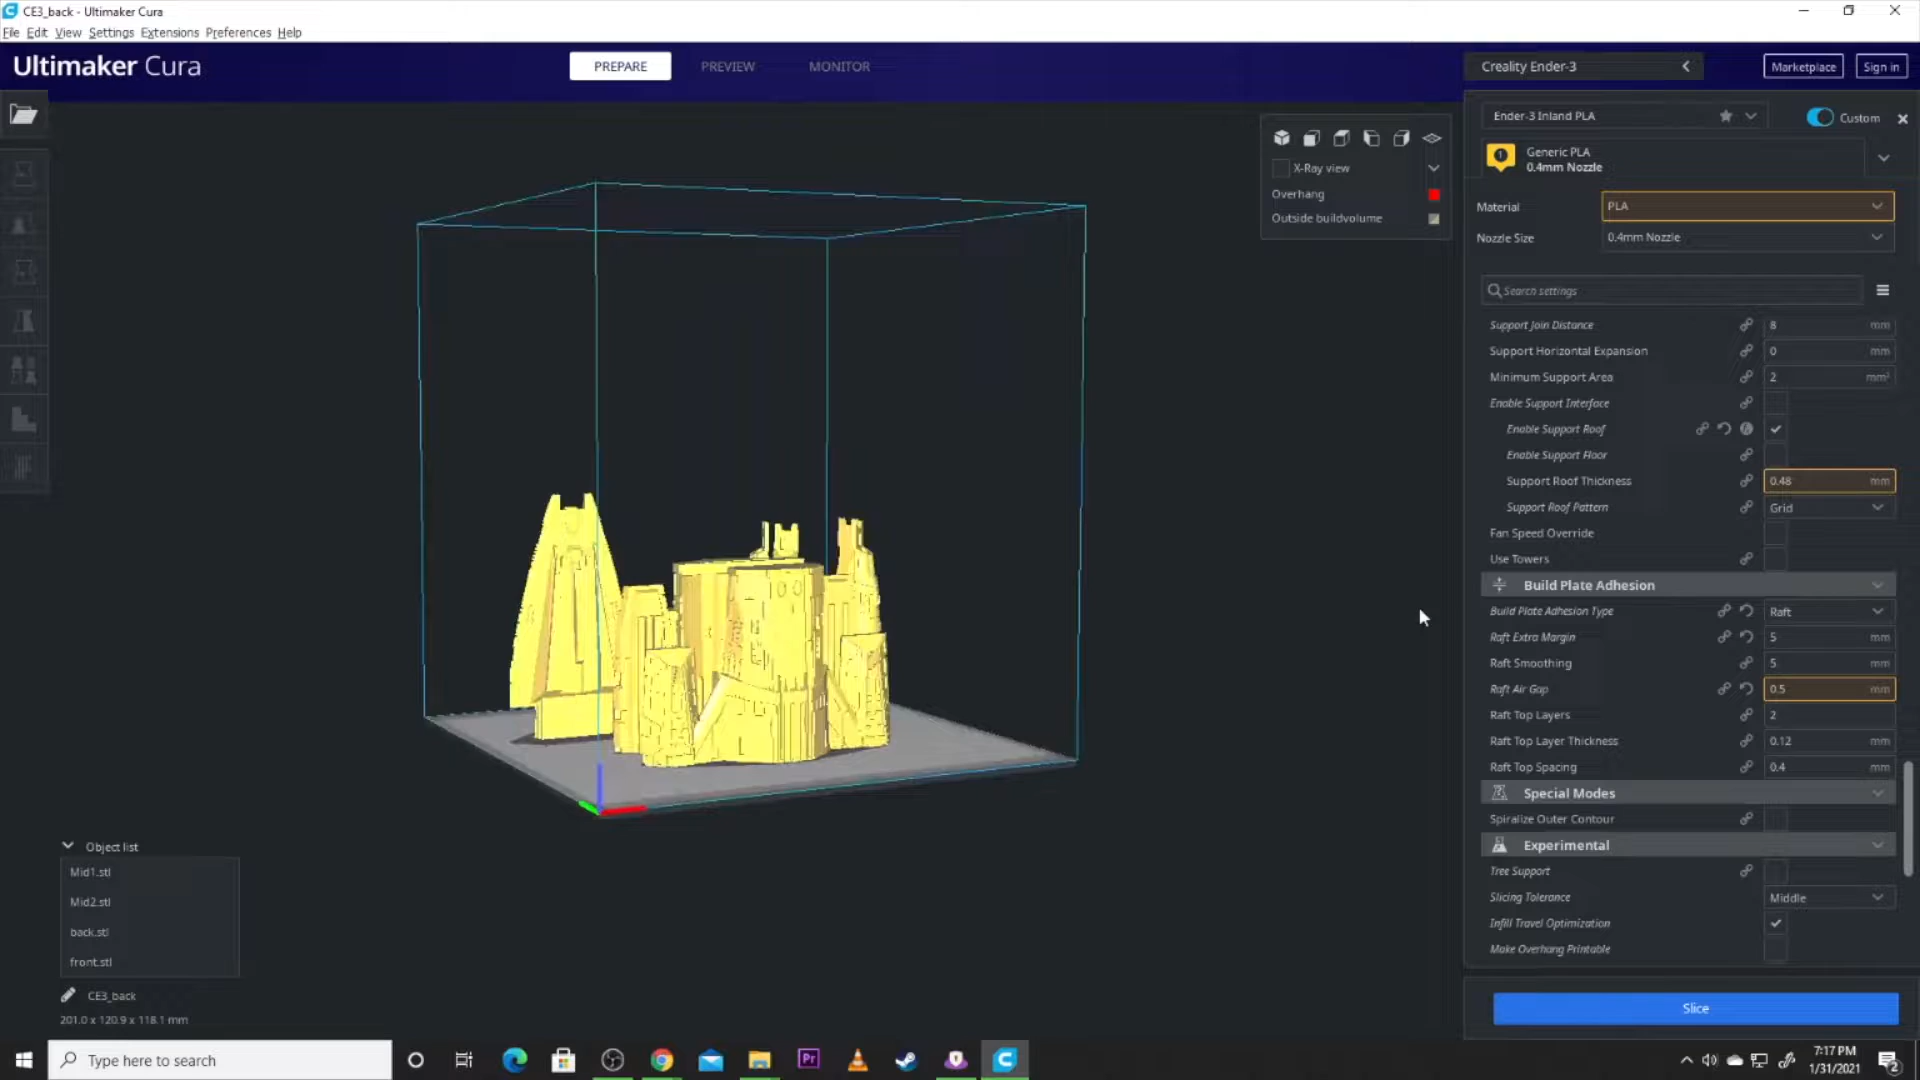 CE3_back - Ultimaker Cura
File Edit View Settings Extensions Preferences Help
Ultimaker Cura
PREPARE
PREVIEW
MONITOR
Creality Ender-3
Marketplace
Sign in
Ender-3 Inland PLA
Custom
Generic PLA
0.4mm Nozzle
X-Ray view
Overhang
Outside buildvolume
Material PLA
Nozzle Size 0.4mm Nozzle
Search settings
Support Join Distance 8 mm
Support Horizontal Expansion 0 mm
Minimum Support Area 2 mm²
Enable Support Interface
Enable Support Roof
Enable Support Floor
Support Roof Thickness 0.48 mm
Support Roof Pattern Grid
Fan Speed Override
Use Towers
Build Plate Adhesion
Build Plate Adhesion Type Raft
Raft Extra Margin 5 mm
Raft Smoothing 5 mm
Raft Air Gap 0.5 mm
Raft Top Layers 2
Raft Top Layer Thickness 0.12 mm
Raft Top Spacing 0.4 mm
Special Modes
Spiralize Outer Contour
Experimental
Tree Support
Slicing Tolerance Middle
Infill Travel Optimization
Make Overhang Printable
Slice
Object list
Mid1.stl
Mid2.stl
back.stl
front.stl
CE3_back
201.0 x 120.9 x 118.1 mm
Type here to search
Pr
7:17 PM
1/31/2021
2